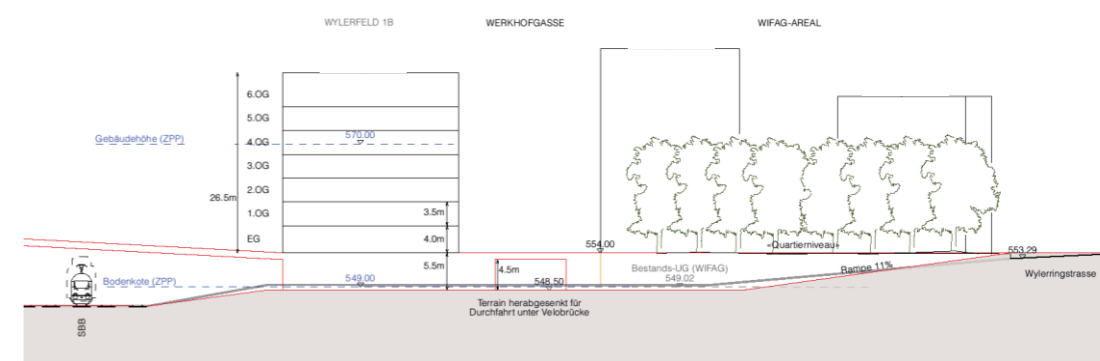 WYLERFELD 1B
WERKHOFGASSE
WIFAG-AREAL
6.OG
5.OG
Gebäudehöhe (ZPP)
4.OG
570.00
3.OG
2.OG
26.5m
1.OG
3.5m
EG
4.0m
554.00
«Quartierniveau»
553.29
5.5m
4.5m
Bestands-UG (WIFAG)
Rampe 11%
Wylerringstrasse
Bodenkote (ZPP)
549.00
548.50
549.02
Terrain herabgesenkt für
Durchfahrt unter Velobrücke
SBB